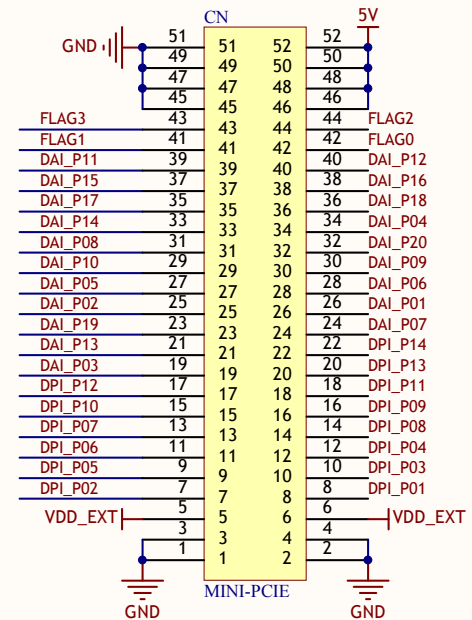 CN 5V
51 51 52 52
GND
49 49 50 50
47 47 48 48
45 45 46 46
FLAG3 43 43 44 44 FLAG2
FLAG1 41 41 42 42 FLAG0
DAI_P11 39 39 40 40 DAI_P12
DAI_P15 37 37 38 38 DAI_P16
DAI_P17 35 35 36 36 DAI_P18
DAI_P14 33 33 34 34 DAI_P04
DAI_P08 31 31 32 32 DAI_P20
DAI_P10 29 29 30 30 DAI_P09
DAI_P05 27 27 28 28 DAI_P06
DAI_P02 25 25 26 26 DAI_P01
DAI_P19 23 23 24 24 DAI_P07
DAI_P13 21 21 22 22 DPI_P14
DAI_P03 19 19 20 20 DPI_P13
DPI_P12 17 17 18 18 DPI_P11
DPI_P10 15 15 16 16 DPI_P09
DPI_P07 13 13 14 14 DPI_P08
DPI_P06 11 11 12 12 DPI_P04
DPI_P05 9 9 10 10 DPI_P03
DPI_P02 7 7 8 8 DPI_P01
VDD_EXT 5 5 6 6 VDD_EXT
3 3 4 4
1 1 2 2
MINI-PCIE
GND GND